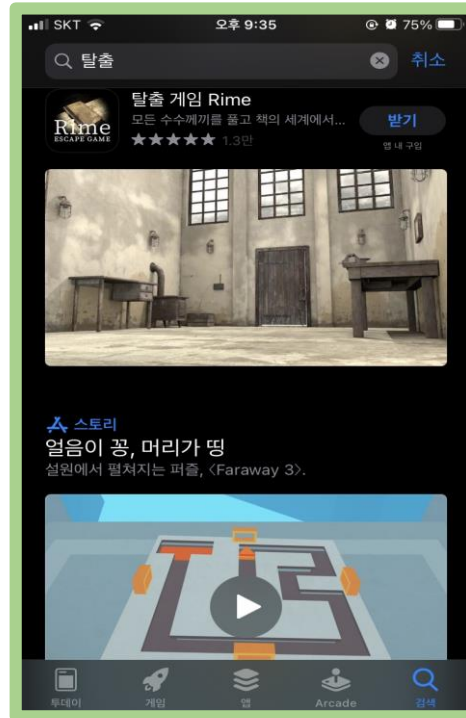 SKT 오후 9:35 75%
탈출 취소
Rime
ESCAPE GAME
탈출 게임 Rime
모든 수수께끼를 풀고 책의 세계에서...
1.3만
받기
앱 내 구입
스토리
얼음이 꽁, 머리가 띵
설원에서 펼쳐지는 퍼즐, 〈Faraway 3〉.
투데이 게임 앱 Arcade 검색